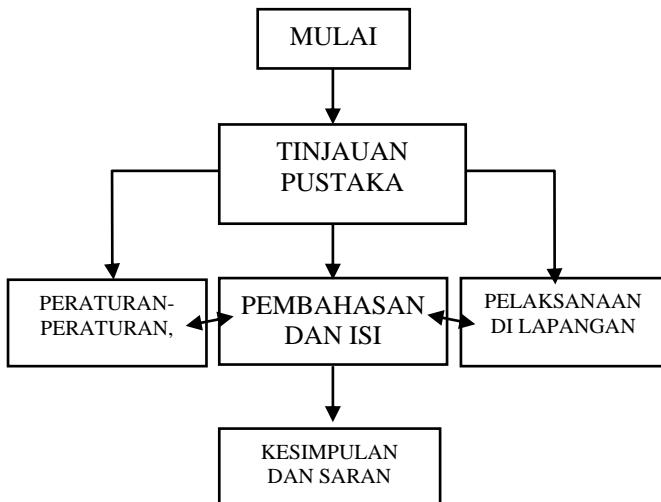 MULAI
TINJAUAN
PUSTAKA
PERATURAN-
PERATURAN,
PEMBAHASAN
DAN ISI
PELAKSANAAN
DI LAPANGAN
KESIMPULAN
DAN SARAN